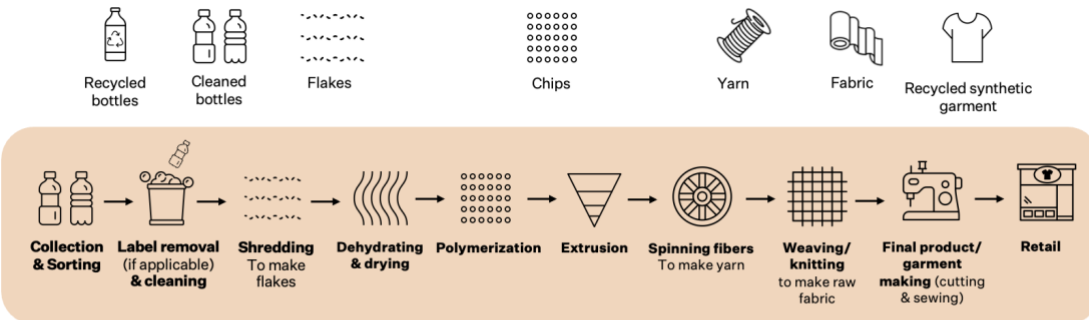 Recycled
bottles
Cleaned
bottles
Flakes
Chips
Yarn
Fabric
Recycled synthetic
garment
Collection
& Sorting
Label removal
(if applicable)
& cleaning
Shredding
To make
flakes
Dehydrating
& drying
Polymerization
Extrusion
Spinning fibers
To make yarn
Weaving/
knitting
to make raw
fabric
Final product/
garment
making (cutting
& sewing)
Retail